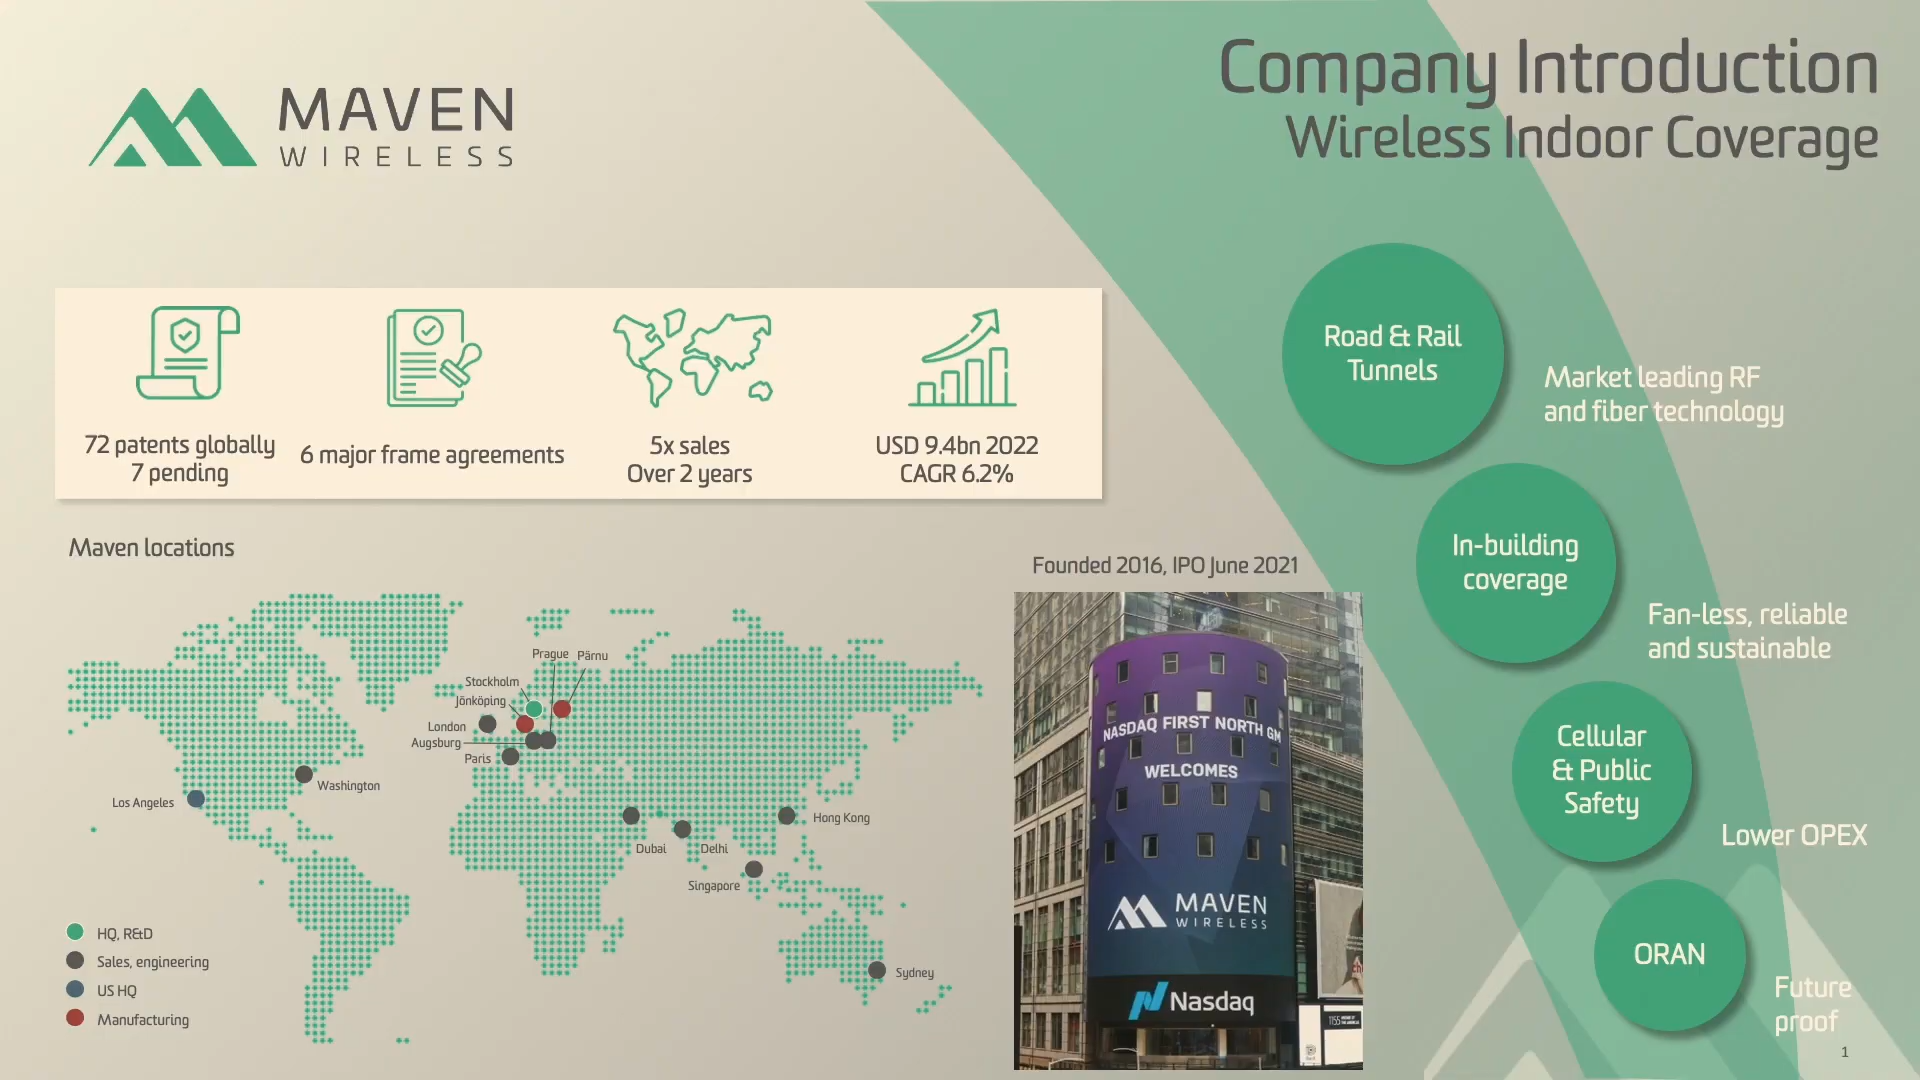 MAVEN
WIRELESS
Company Introduction
Wireless Indoor Coverage
72 patents globally
7 pending
6 major frame agreements
5x sales
Over 2 years
USD 9.4bn 2022
CAGR 6.2%
Maven locations
Prague
Pärnu
Stockholm
Jönköping
London
Augsburg
Paris
Washington
Los Angeles
Dubai
Delhi
Hong Kong
Singapore
Sydney
HQ, R&D
Sales, engineering
US HQ
Manufacturing
Founded 2016, IPO June 2021
NASDAQ FIRST NORTH GM
WELCOMES
MAVEN
WIRELESS
Nasdaq
Road & Rail
Tunnels
Market leading RF
and fiber technology
In-building
coverage
Fan-less, reliable
and sustainable
Cellular
& Public
Safety
Lower OPEX
ORAN
Future
proof
1